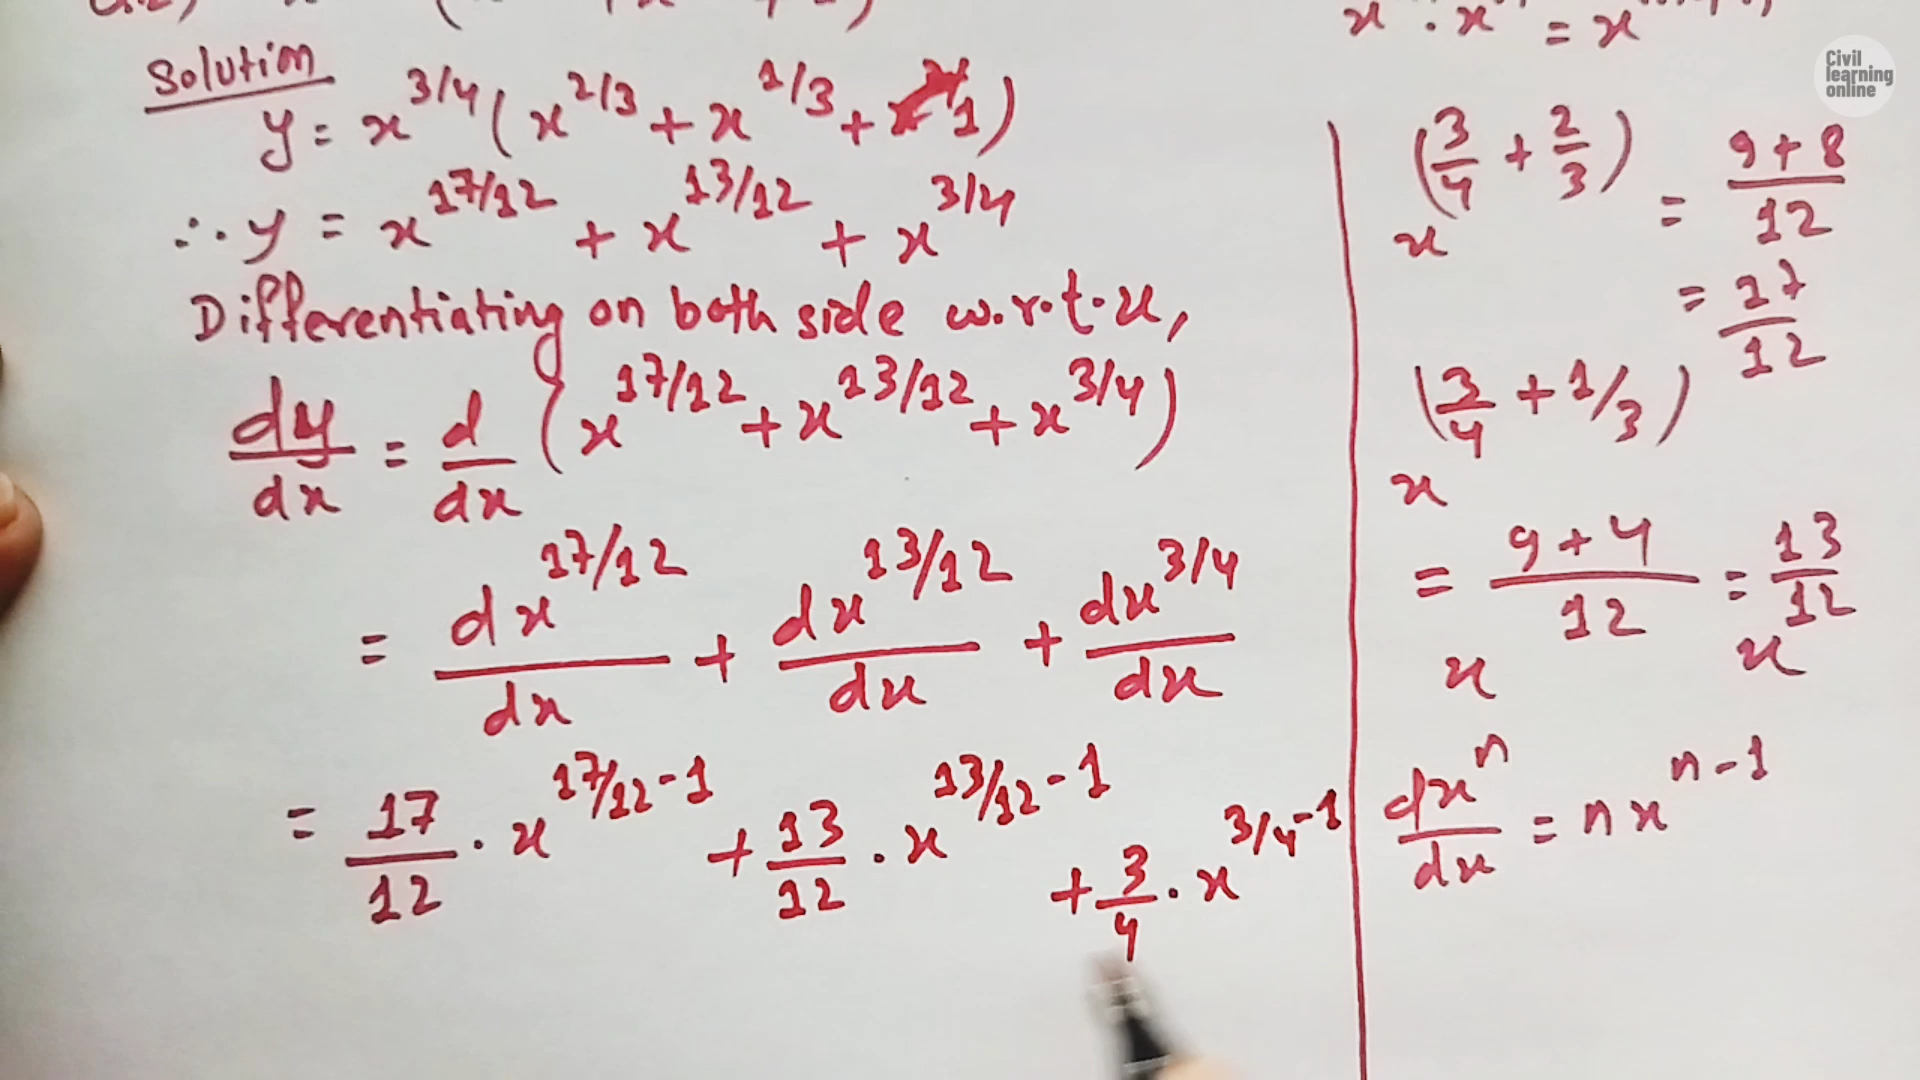 Solution
y = x^{3/4} ( x^{2/3} + x^{1/3} + 1 )
∴ y = x^{17/12} + x^{13/12} + x^{3/4}
Differentiating on both side w.r.t. x,
dy/dx = d/dx ( x^{17/12} + x^{13/12} + x^{3/4} )
= dx^{17/12}/dx + dx^{13/12}/dx + dx^{3/4}/dx
= 17/12 . x^{17/12 - 1} + 13/12 . x^{13/12 - 1}
+ 3/4 . x^{3/4 - 1}
x^{(3/4 + 2/3)} = 9+8/12
= 17/12
x^{(3/4 + 1/3)}
= x^{9+4/12} = x^{13/12}
dx^n/dx = n x^{n-1}
Civil
learning
online